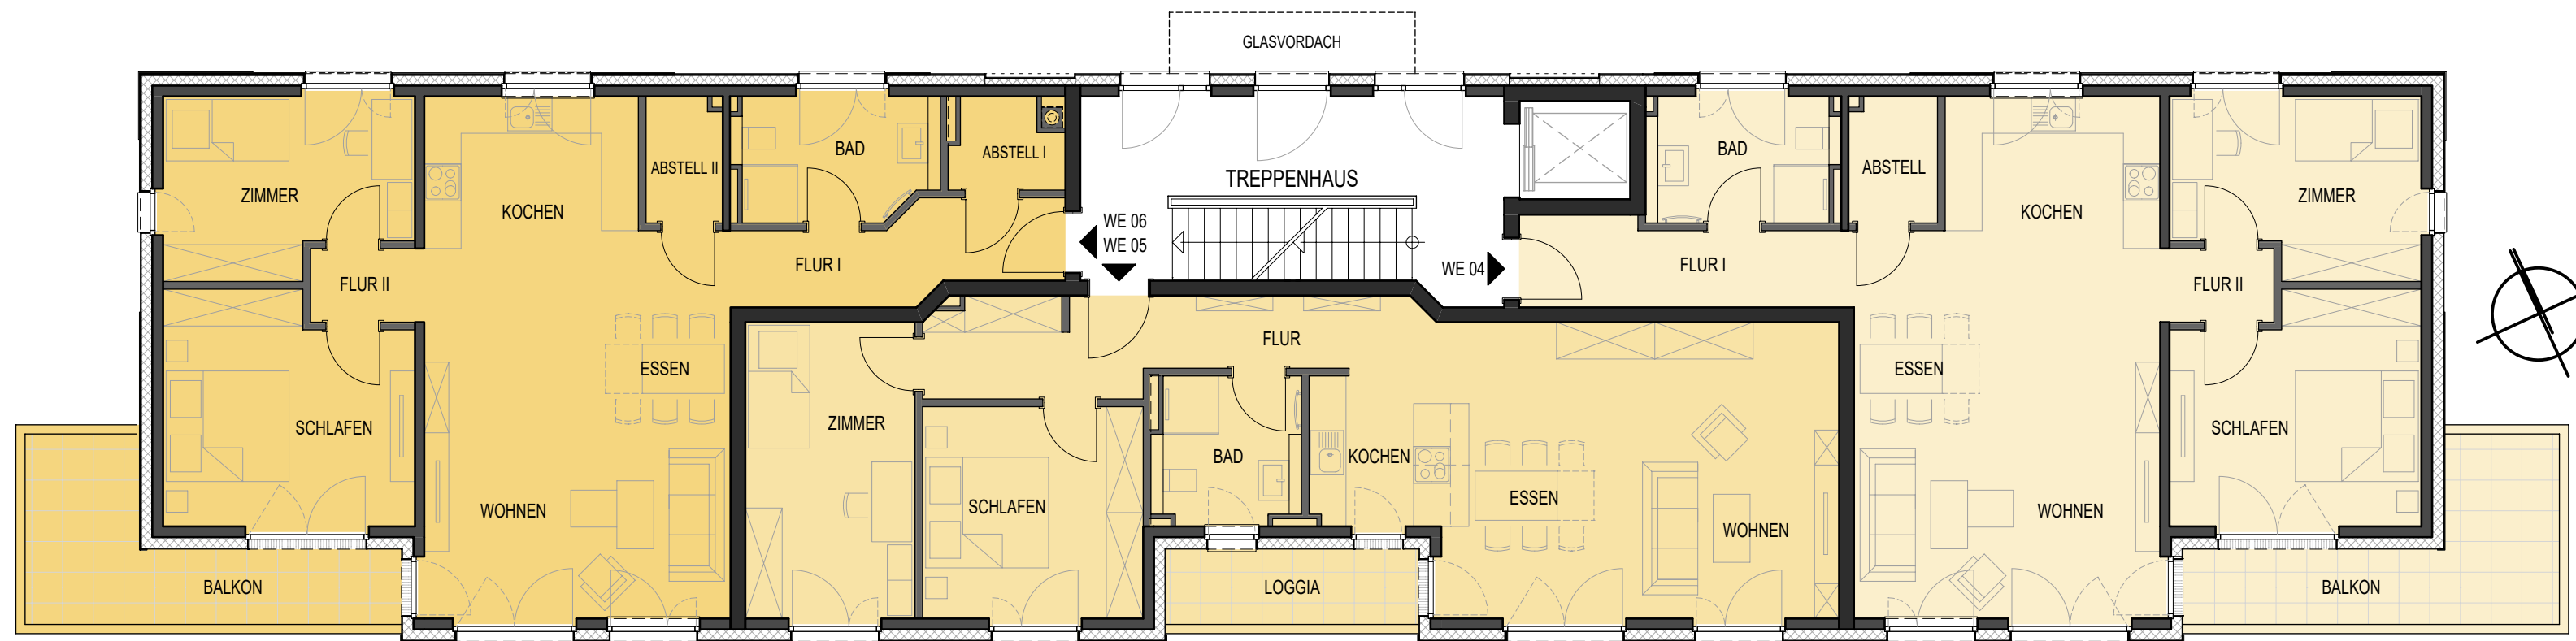 GLASVORDACH
ZIMMER
KOCHEN
ABSTELL II
BAD
ABSTELL I
TREPPENHAUS
WE 06
WE 05
WE 04
FLUR I
FLUR II
ESSEN
SCHLAFEN
WOHNEN
BALKON
ZIMMER
SCHLAFEN
FLUR
BAD
KOCHEN
ESSEN
WOHNEN
LOGGIA
BAD
ABSTELL
KOCHEN
ZIMMER
FLUR I
FLUR II
ESSEN
SCHLAFEN
WOHNEN
BALKON